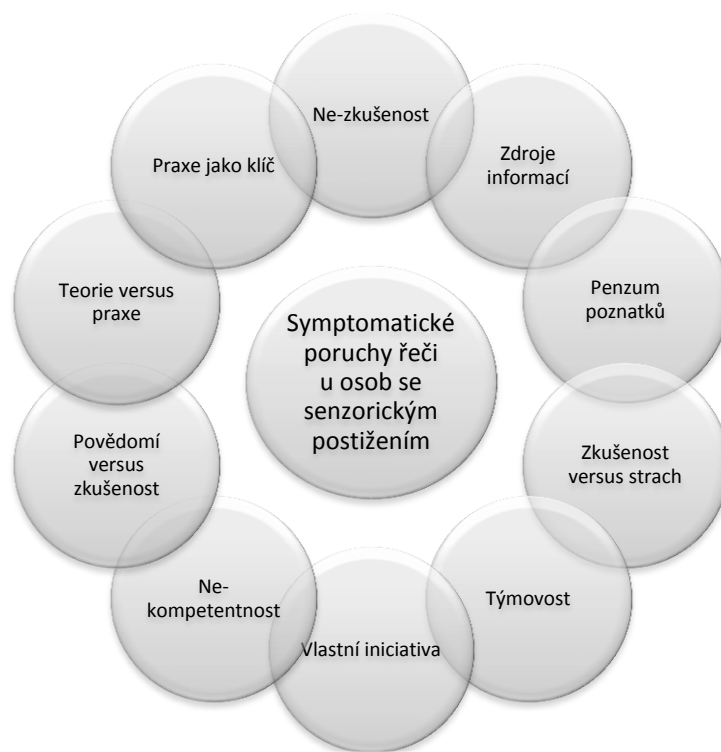 Ne-zkušenost
Zdroje
informací
Penzum
poznatků
Zkušenost
versus strach
Týmovost
Vlastní iniciativa
Ne-
kompetentnost
Povědomí
versus
zkušenost
Teorie versus
praxe
Praxe jako klíč
Symptomatické
poruchy řeči
u osob se
senzorickým
postižením